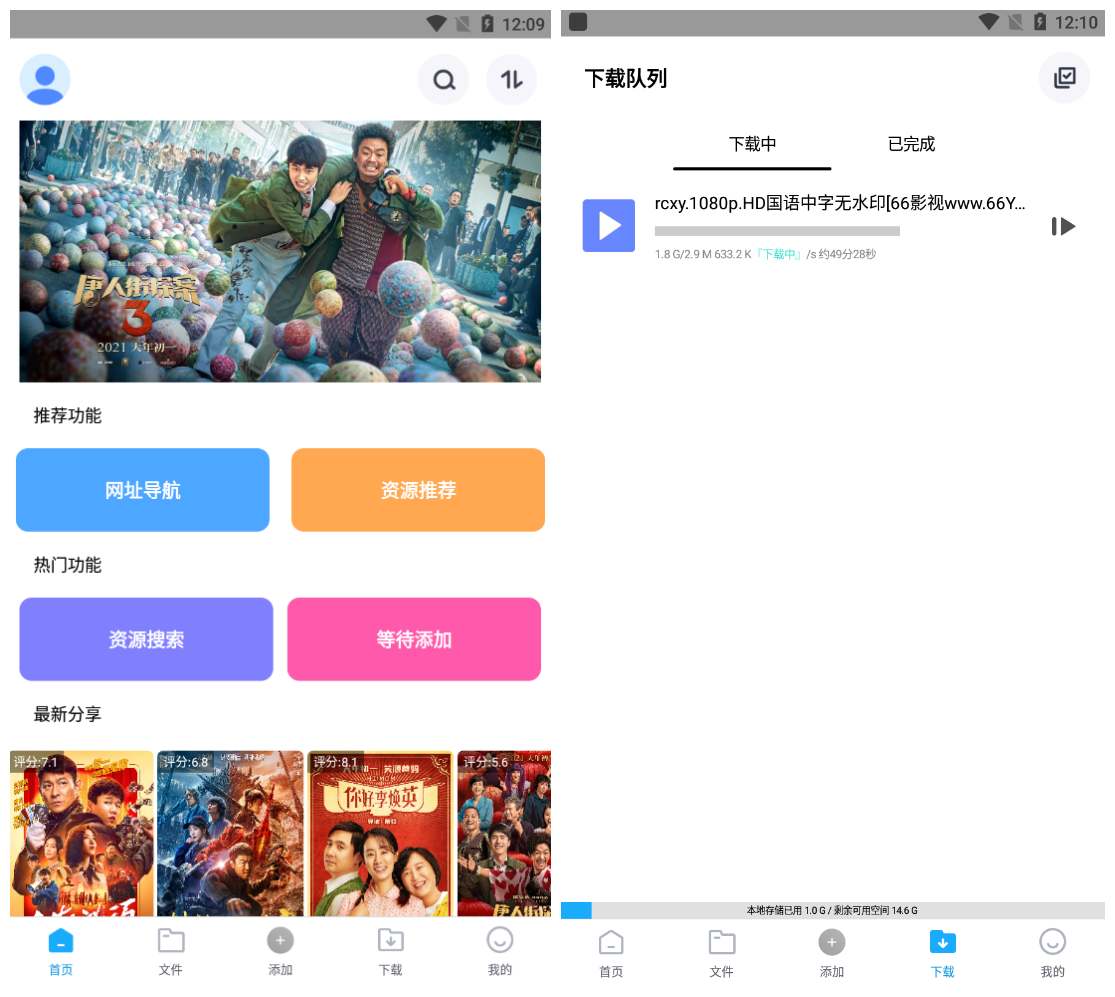 12:09
唐人街探案
3
2021 大年初一
推荐功能
网址导航
资源推荐
热门功能
资源搜索
等待添加
最新分享
评分:7.1
评分:6.8
评分:8.1
评分:5.6
你好,李焕英
唐人街
首页
文件
添加
下载
我的
12:10
下载队列
下载中
已完成
rcxy.1080p.HD国语中字无水印[66影视www.66Y...
1.8 G/2.9 M 633.2 K「下载中」/s 约49分28秒
本地存储已用 1.0 G / 剩余可用空间 14.6 G
首页
文件
添加
下载
我的